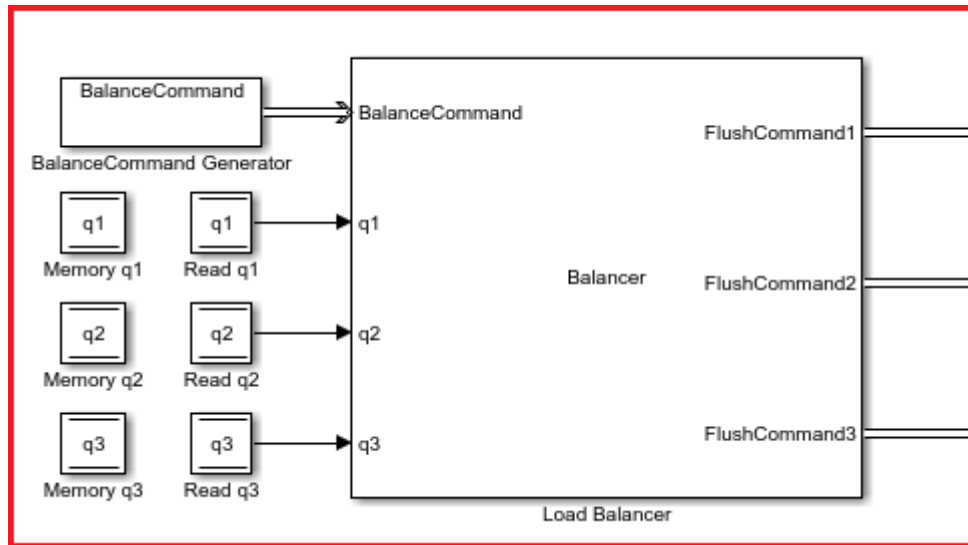 BalanceCommand
BalanceCommand Generator
BalanceCommand
FlushCommand1
q1
q1
q1
Memory q1
Read q1
Balancer
FlushCommand2
q2
q2
q2
Memory q2
Read q2
q3
q3
q3
FlushCommand3
Memory q3
Read q3
Load Balancer